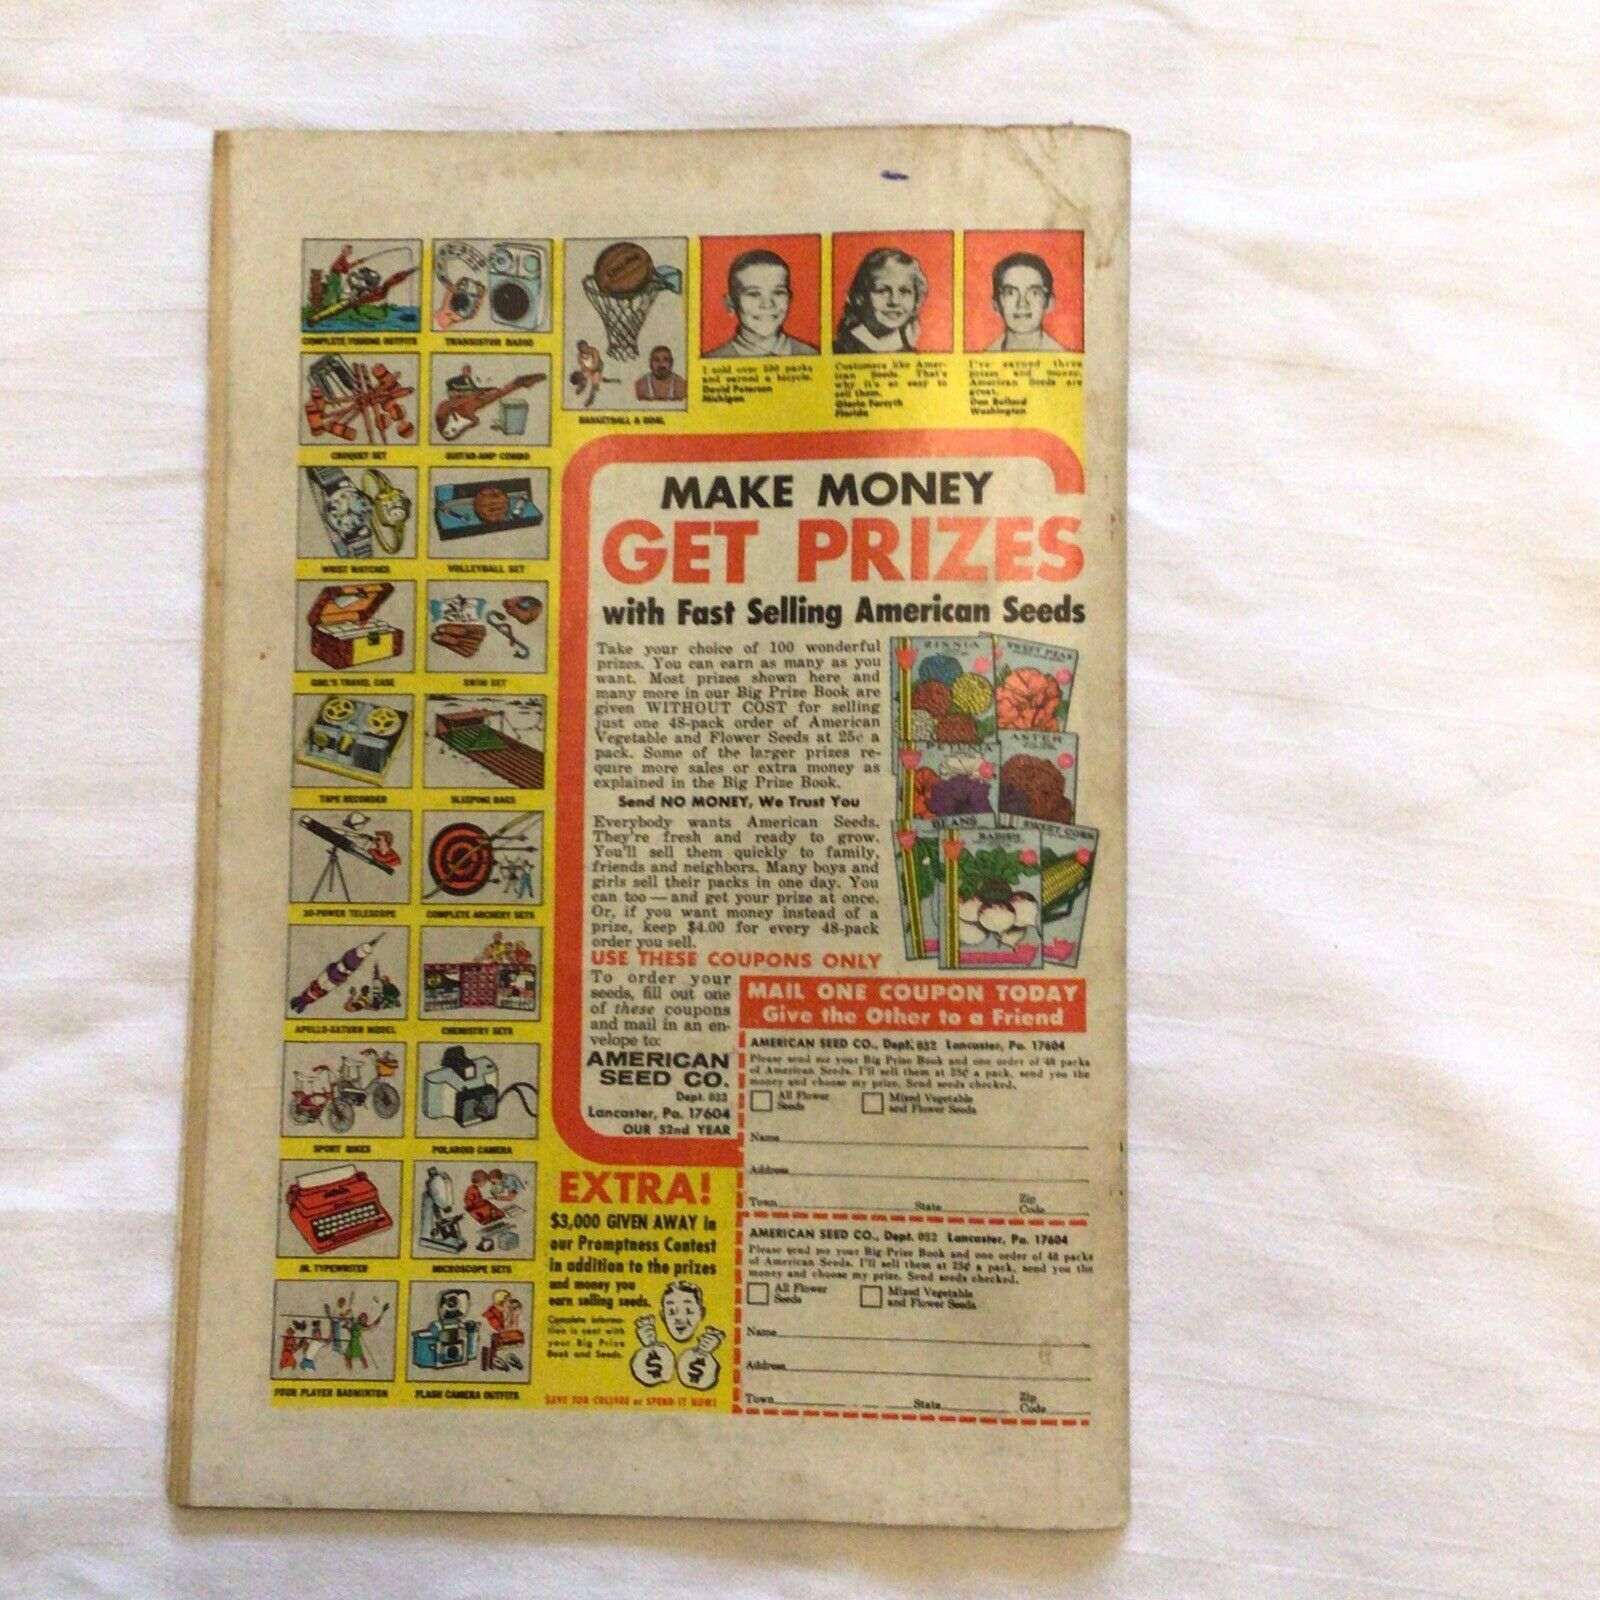 COMPLETE FISHING OUTFITS
TRANSISTOR RADIO
CROQUET SET
GUITAR-AMP COMBO
BASKETBALL & GOAL
WRIST WATCHES
VOLLEYBALL SET
GIRL'S TRAVEL CASE
SWIM SET
TAPE RECORDER
SLEEPING BAGS
30-POWER TELESCOPE
COMPLETE ARCHERY SETS
APOLLO-SATURN MODEL
CHEMISTRY SETS
SPORT BIKES
POLAROID CAMERA
JR. TYPEWRITER
MICROSCOPE SETS
FOUR PLAYER BADMINTON
FLASH CAMERA OUTFITS
I sold over 100 packs
and earned a bicycle.
David Peterson
Michigan
Customers like Amer-
ican Seeds. That's
why it's so easy to
sell them.
Gloria Forsyth
Florida
I've earned three
prizes and money.
American Seeds are
great.
Don Bullard
Washington
MAKE MONEY
GET PRIZES
with Fast Selling American Seeds
Take your choice of 100 wonderful
prizes. You can earn as many as you
want. Most prizes shown here and
many more in our Big Prize Book are
given WITHOUT COST for selling
just one 48-pack order of American
Vegetable and Flower Seeds at 25¢ a
pack. Some of the larger prizes re-
quire more sales or extra money as
explained in the Big Prize Book.
Send NO MONEY, We Trust You
Everybody wants American Seeds.
They're fresh and ready to grow.
You'll sell them quickly to family,
friends and neighbors. Many boys and
girls sell their packs in one day. You
can too — and get your prize at once.
Or, if you want money instead of a
prize, keep $4.00 for every 48-pack
order you sell.
ZINNIA
SWEET PEAS
PETUNIA
ASTER
BEANS
RADISH
SWEET CORN
USE THESE COUPONS ONLY
To order your
seeds, fill out one
of these coupons
and mail in an en-
velope to:
AMERICAN
SEED CO.
Dept. 032
Lancaster, Pa. 17604
OUR 52nd YEAR
MAIL ONE COUPON TODAY
Give the Other to a Friend
AMERICAN SEED CO., Dept. 032 Lancaster, Pa. 17604
Please send me your Big Prize Book and one order of 48 packs
of American Seeds. I'll sell them at 25¢ a pack, send you the
money and choose my prize. Send seeds checked.
All Flower
Seeds
Mixed Vegetable
and Flower Seeds
Name
Address
Town State Zip
Code
AMERICAN SEED CO., Dept. 032 Lancaster, Pa. 17604
Please send me your Big Prize Book and one order of 48 packs
of American Seeds. I'll sell them at 25¢ a pack, send you the
money and choose my prize. Send seeds checked.
All Flower
Seeds
Mixed Vegetable
and Flower Seeds
Name
Address
Town State Zip
Code
EXTRA!
$3,000 GIVEN AWAY in
our Promptness Contest
in addition to the prizes
and money you
earn selling seeds.
Complete informa-
tion is sent with
your Big Prize
Book and Seeds.
$ $
SAVE FOR COLLEGE or SPEND IT NOW!